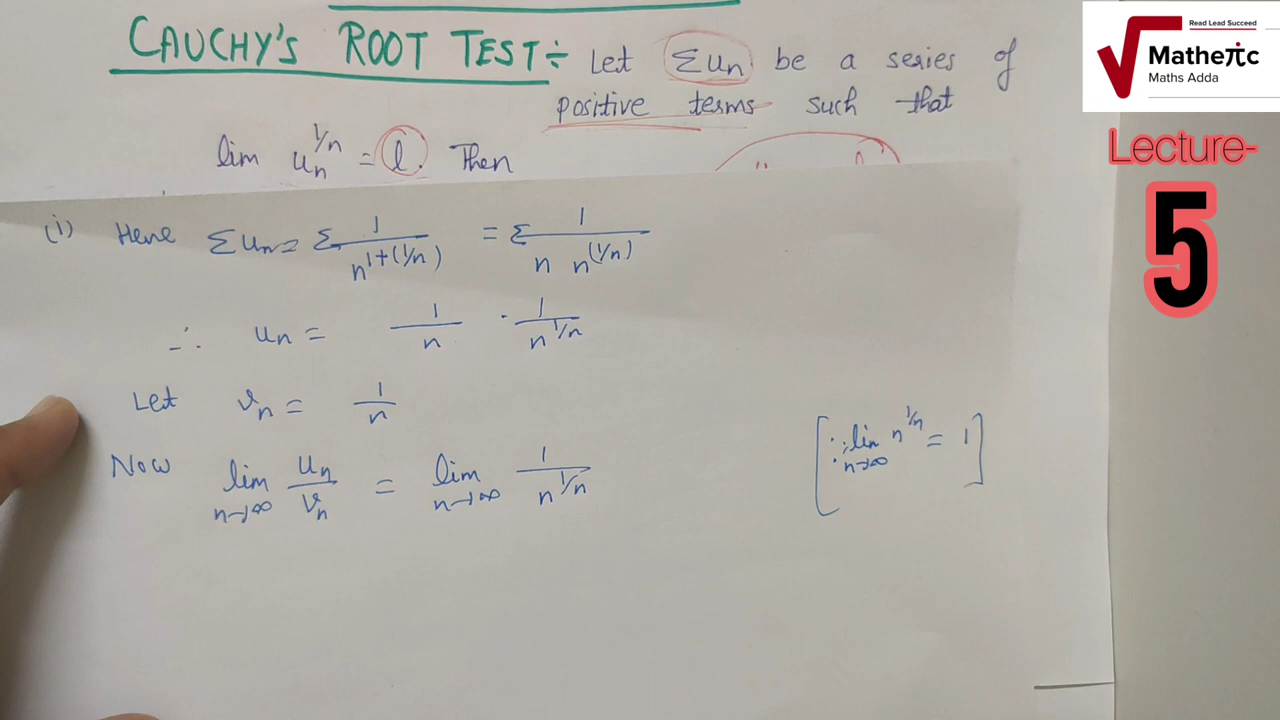 CAUCHY'S ROOT TEST÷ Let Σ un be a series of
positive terms such that
lim un^1/n = l. Then
(i) Here Σ un = Σ 1/n^1+(1/n) = Σ 1/n n^(1/n)
∴ un = 1/n · 1/n^1/n
Let vn = 1/n
Now lim n→∞ un/vn = lim n→∞ 1/n^1/n
[∵ lim n→∞ n^1/n = 1]
Read Lead Succeed
Matheπc
Maths Adda
Lecture-
5